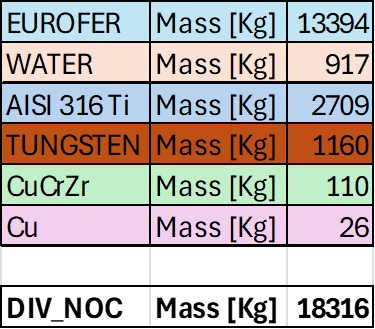 EUROFER Mass [Kg] 13394
WATER Mass [Kg] 917
AISI 316 Ti Mass [Kg] 2709
TUNGSTEN Mass [Kg] 1160
CuCrZr Mass [Kg] 110
Cu Mass [Kg] 26
DIV_NOC Mass [Kg] 18316